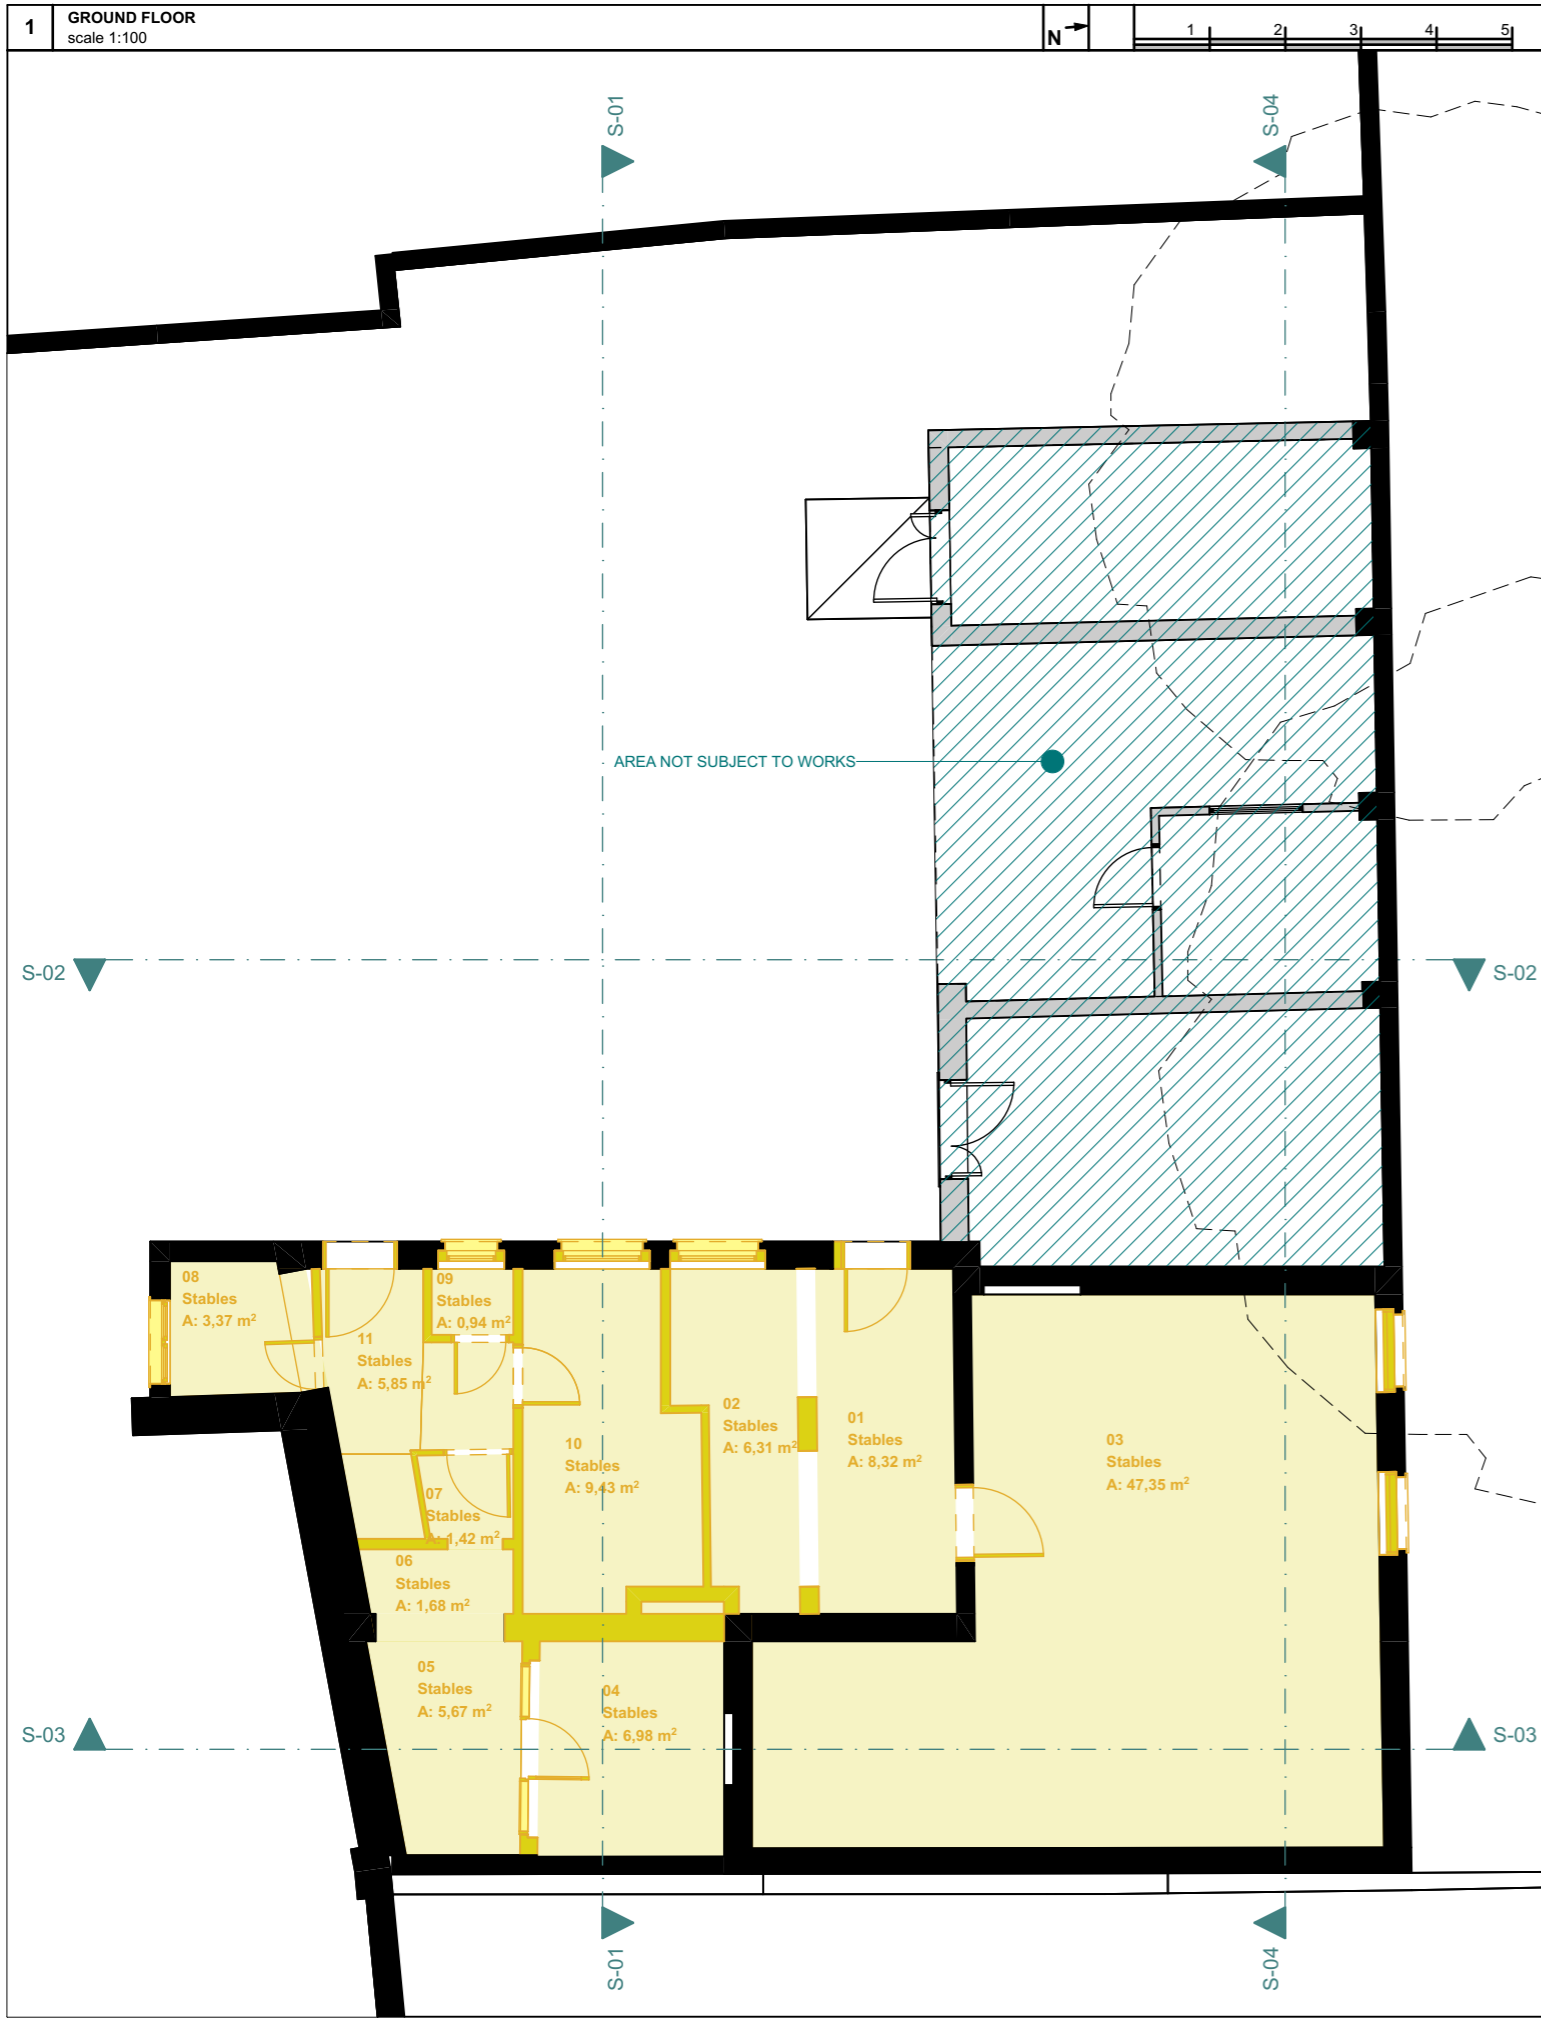 1
GROUND FLOOR
scale 1:100
N
1 2 3 4 5
S-01
S-04
AREA NOT SUBJECT TO WORKS
S-02
S-02
08
Stables
A: 3,37 m²
09
Stables
A: 0,94 m²
11
Stables
A: 5,85 m²
02
Stables
A: 6,31 m²
01
Stables
A: 8,32 m²
10
Stables
A: 9,43 m²
03
Stables
A: 47,35 m²
07
Stables
A: 1,42 m²
06
Stables
A: 1,68 m²
05
Stables
A: 5,67 m²
04
Stables
A: 6,98 m²
S-03
S-03
S-01
S-04